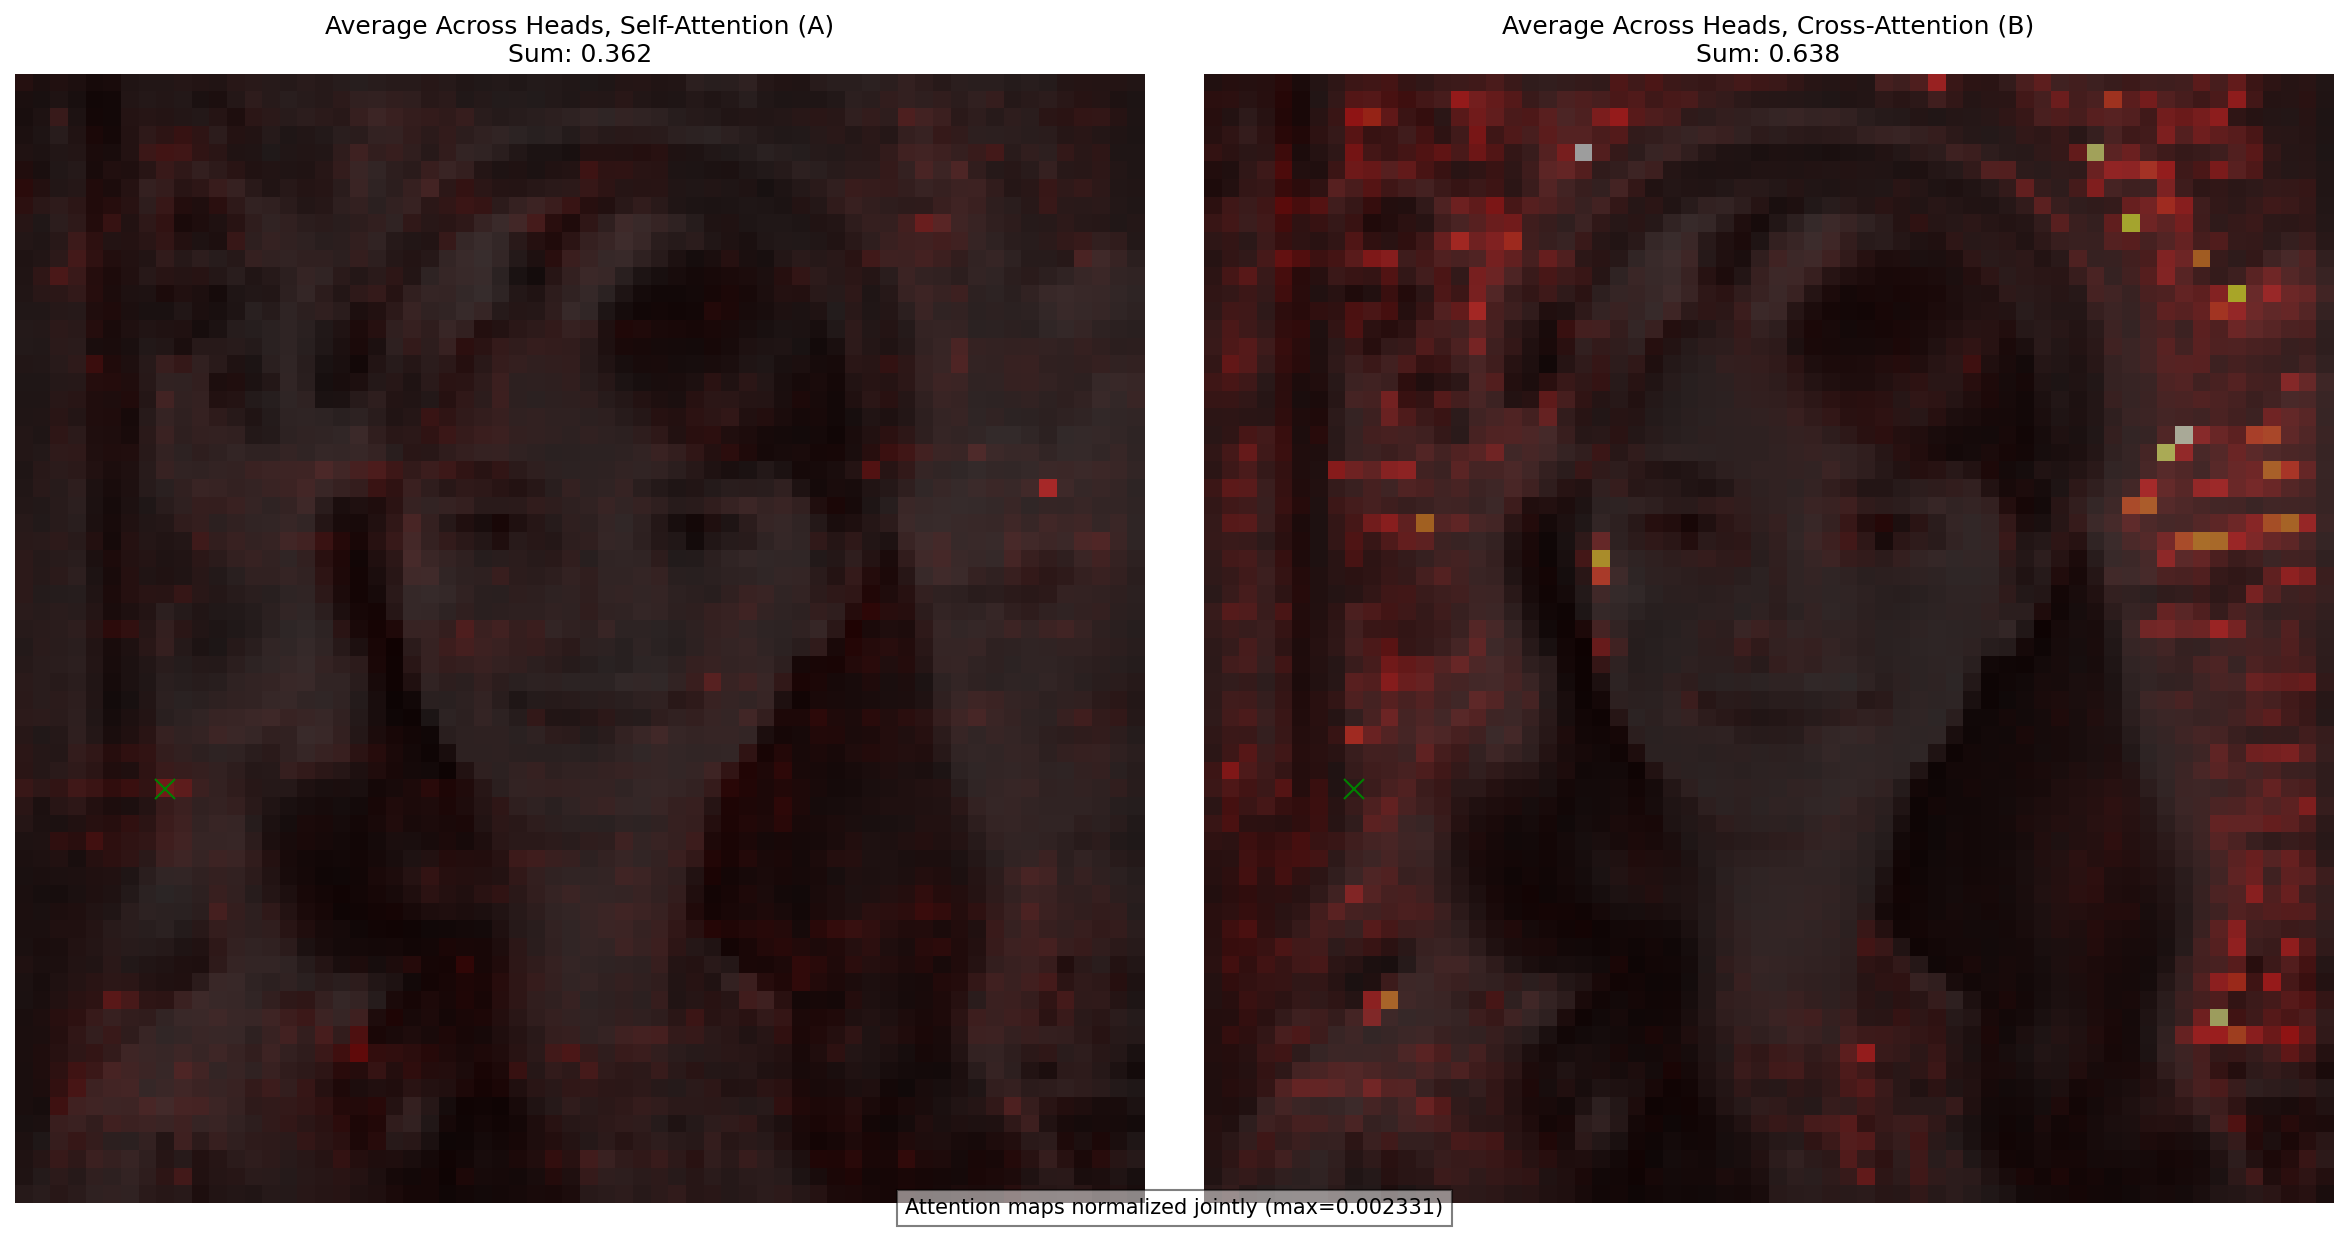 Average Across Heads, Self-Attention (A)
Sum: 0.362
Average Across Heads, Cross-Attention (B)
Sum: 0.638
Attention maps normalized jointly (max=0.002331)